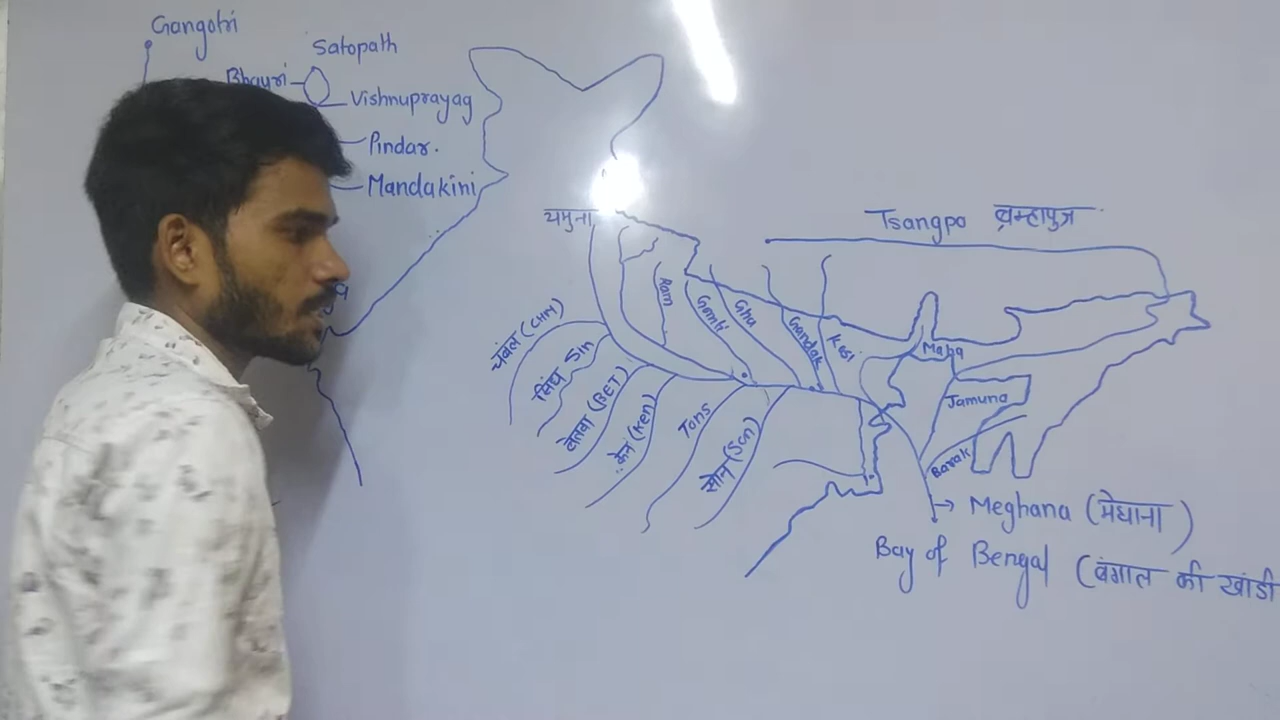 Gangotri
Satopath
Bhauri
Vishnuprayag
Pindar.
Mandakini
यमुना
Tsangpo ब्रम्हापुत्र
Ram
Gomti
Gha
Gandak
Kosi
Maha
Jamuna
Barak
चंबल (CHM)
सिंध Sin
बेतवा (BET)
केन (Ken)
Tons
सोन (Son)
Meghana (मेघाना)
Bay of Bengal (बंगाल की खाडी